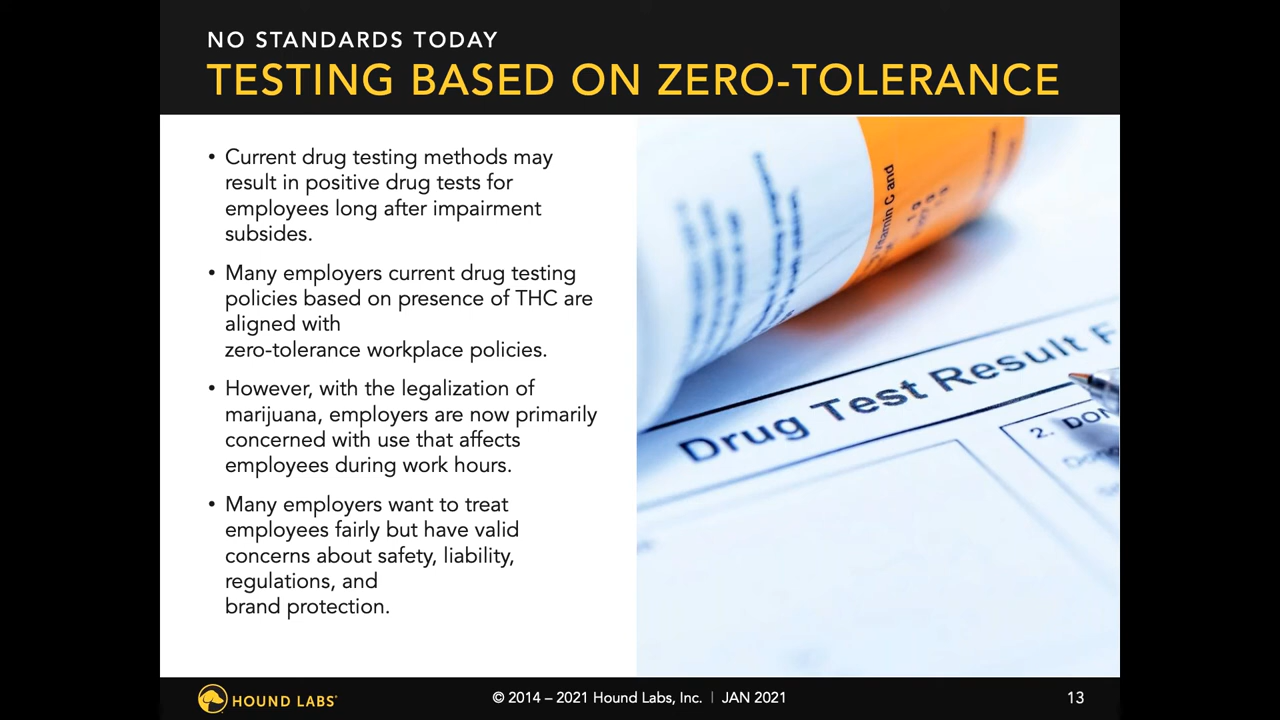 NO STANDARDS TODAY
TESTING BASED ON ZERO-TOLERANCE
• Current drug testing methods may
result in positive drug tests for
employees long after impairment
subsides.
• Many employers current drug testing
policies based on presence of THC are
aligned with
zero-tolerance workplace policies.
• However, with the legalization of
marijuana, employers are now primarily
concerned with use that affects
employees during work hours.
• Many employers want to treat
employees fairly but have valid
concerns about safety, liability,
regulations, and
brand protection.
Vitamin C and
Drug Test Result F
2. DON
HOUND LABS®
© 2014 – 2021 Hound Labs, Inc. | JAN 2021
13